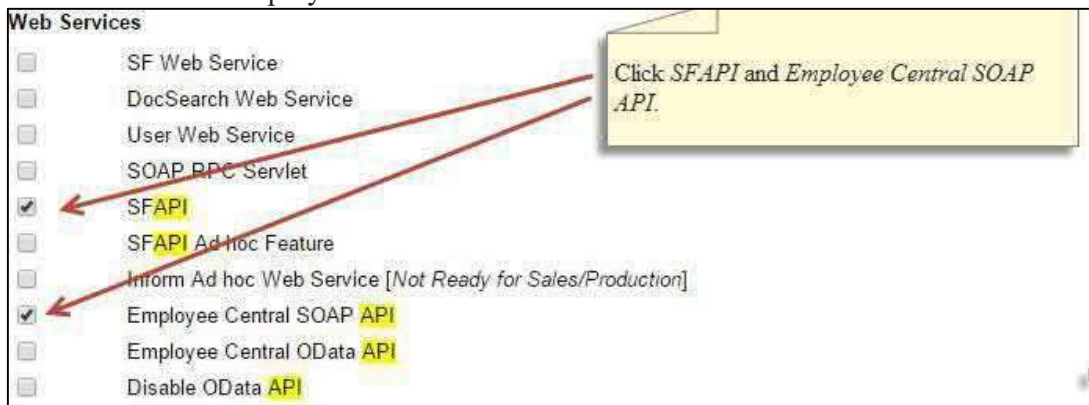 Web Services
SF Web Service
DocSearch Web Service
User Web Service
SOAP RPC Servlet
SFAPI
SFAPI Ad hoc Feature
Inform Ad hoc Web Service [Not Ready for Sales/Production]
Employee Central SOAP API
Employee Central OData API
Disable OData API
Click SFAPI and Employee Central SOAP
API.